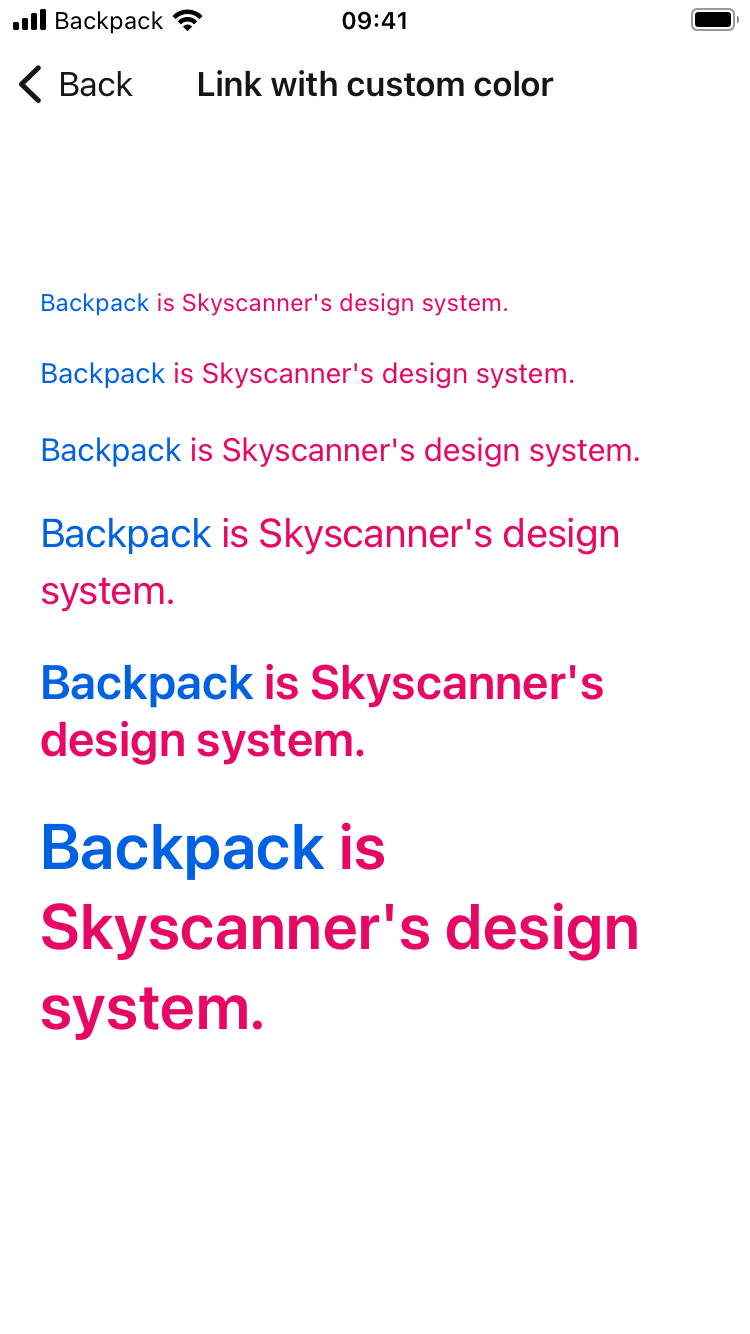 Backpack 09:41
Back Link with custom color
Backpack is Skyscanner's design system.
Backpack is Skyscanner's design system.
Backpack is Skyscanner's design system.
Backpack is Skyscanner's design
system.
Backpack is Skyscanner's
design system.
Backpack is
Skyscanner's design
system.